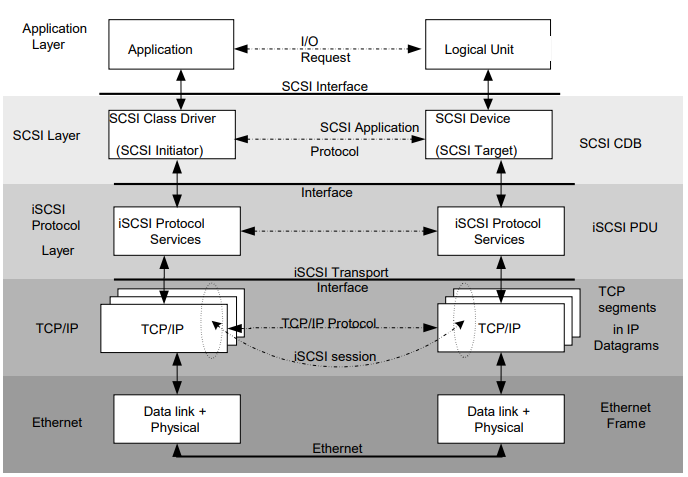 Application
Layer
Application
I/O
Request
Logical Unit
SCSI Interface
SCSI Layer
SCSI Class Driver
(SCSI Initiator)
SCSI Application
Protocol
SCSI Device
(SCSI Target)
SCSI CDB
Interface
iSCSI
Protocol
Layer
iSCSI Protocol
Services
iSCSI Protocol
Services
iSCSI PDU
iSCSI Transport
Interface
TCP/IP
TCP/IP
TCP/IP Protocol
iSCSI session
TCP/IP
TCP
segments
in IP
Datagrams
Ethernet
Data link +
Physical
Ethernet
Data link +
Physical
Ethernet
Frame